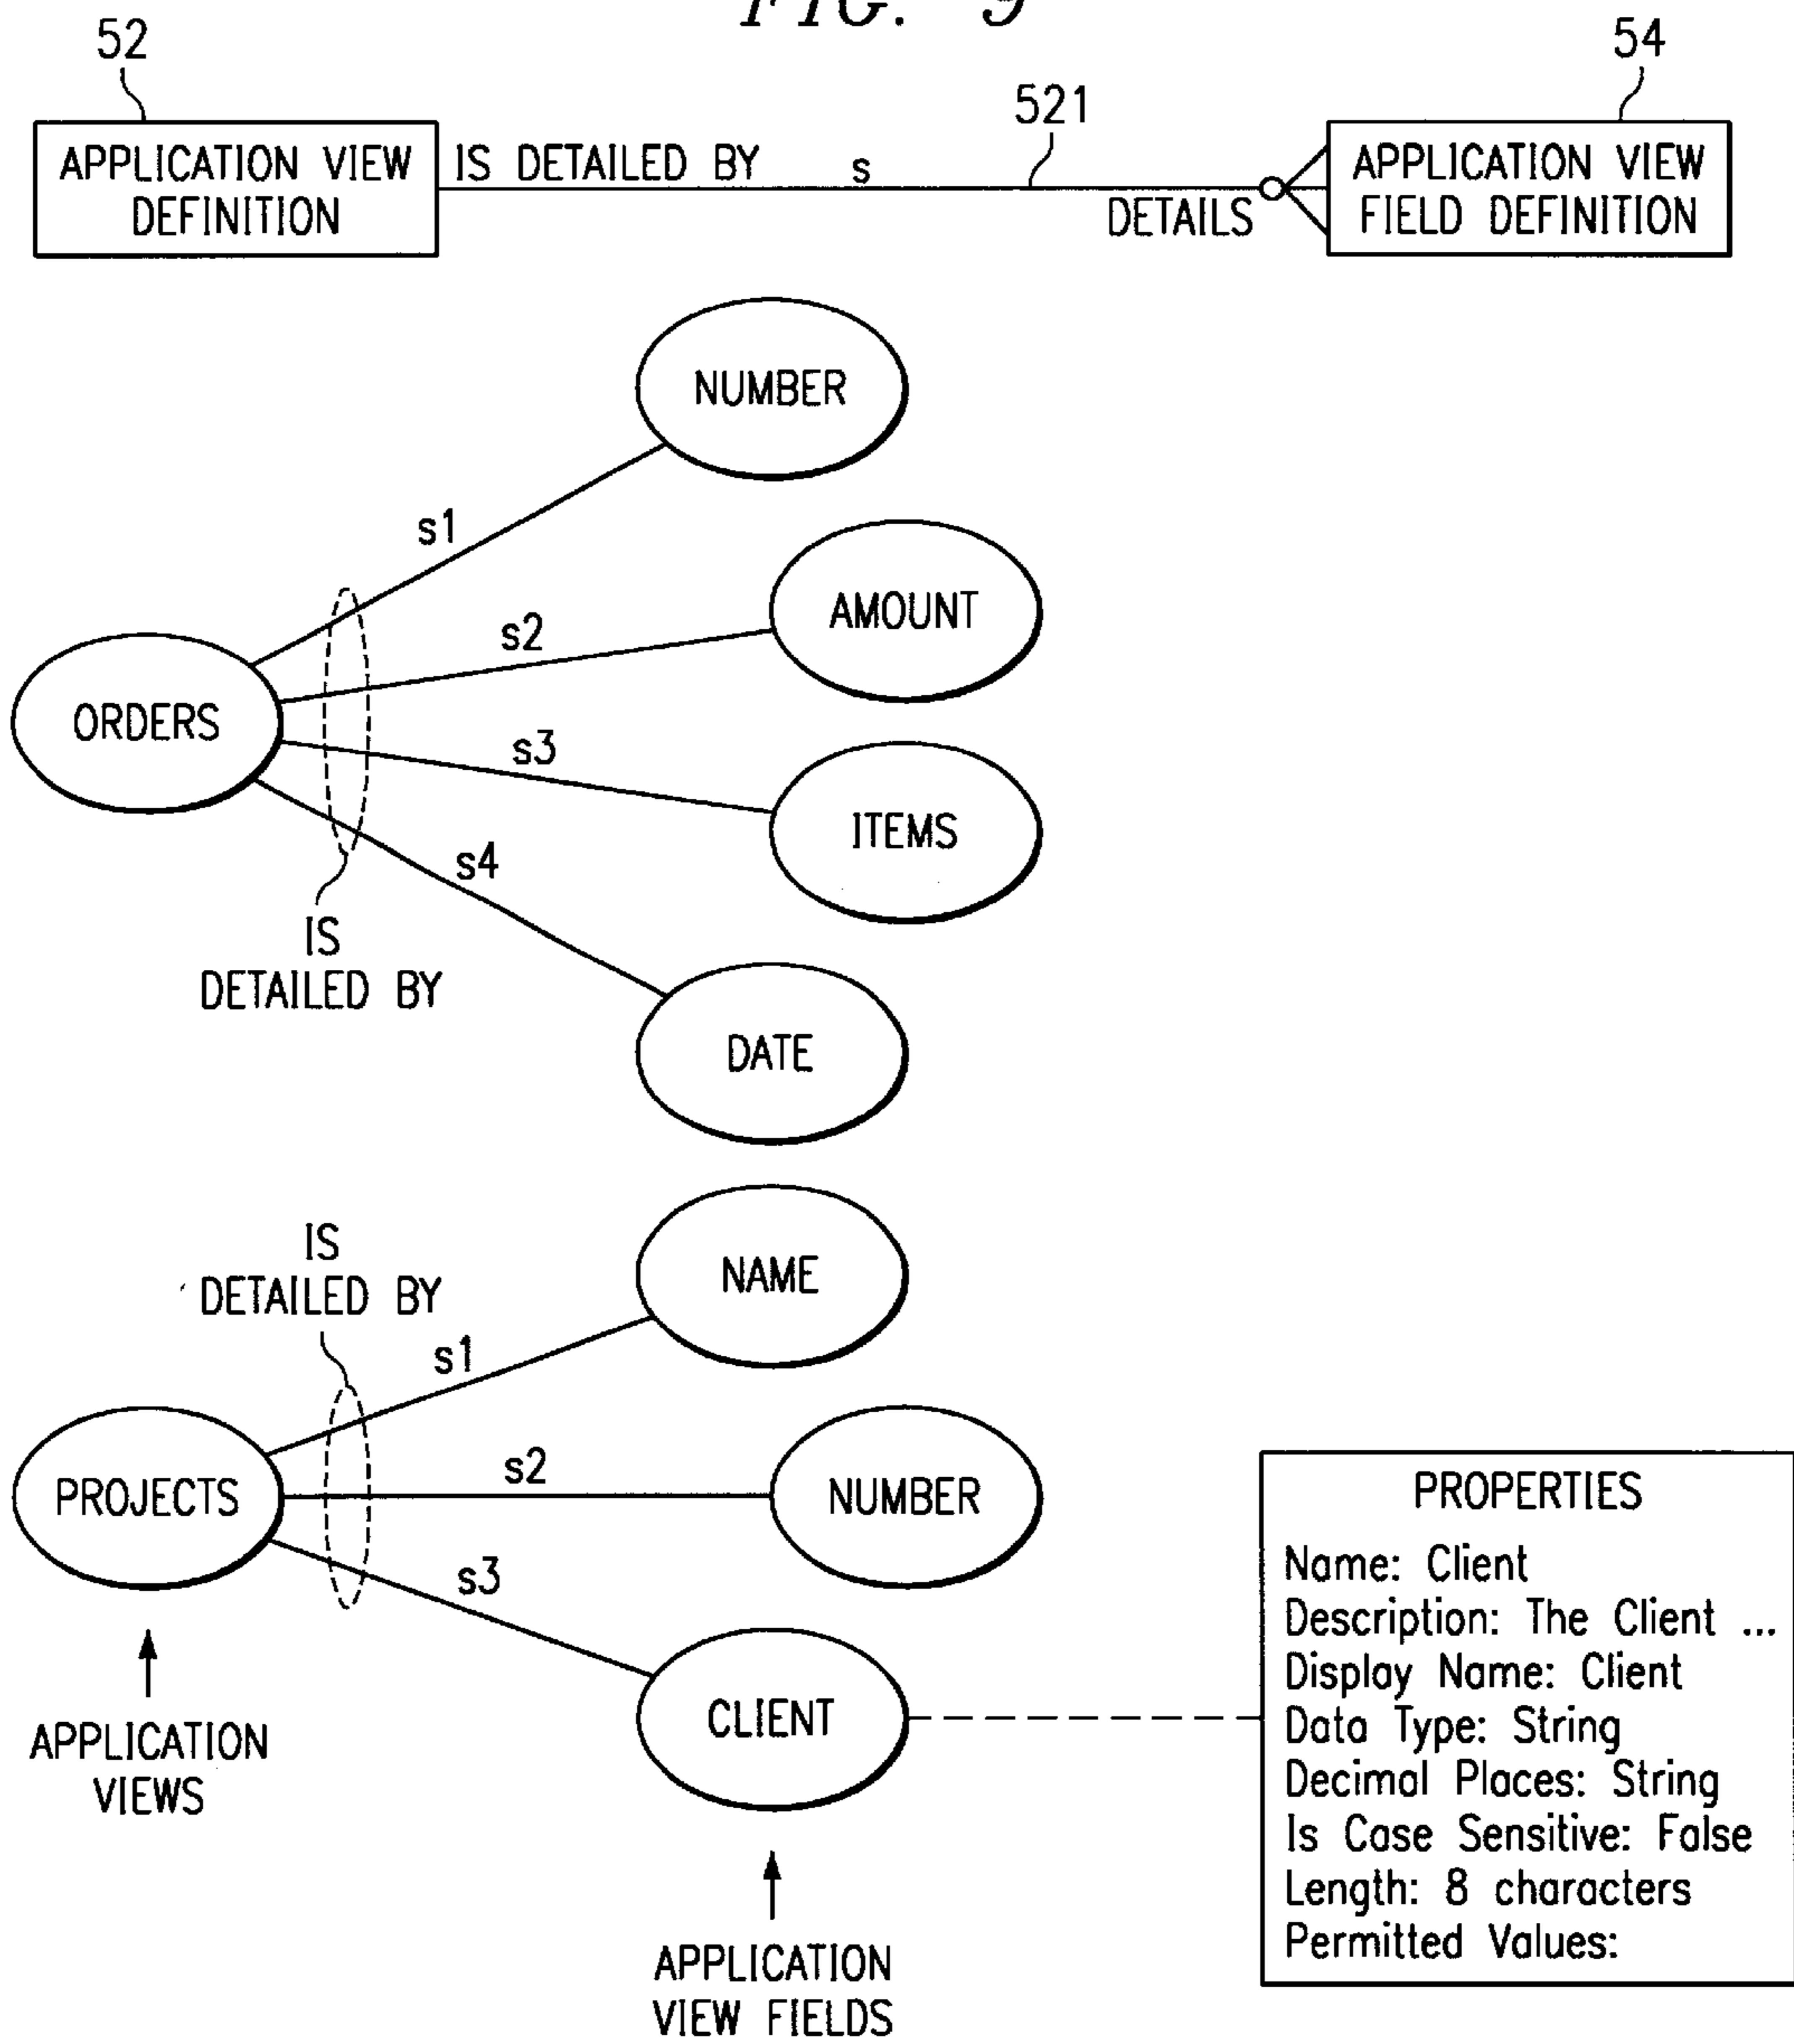 FIG. 9
52
54
521
APPLICATION VIEW
DEFINITION
IS DETAILED BY
s
DETAILS
APPLICATION VIEW
FIELD DEFINITION
NUMBER
s1
AMOUNT
s2
ORDERS
s3
ITEMS
s4
IS
DETAILED BY
DATE
IS
DETAILED BY
NAME
s1
PROJECTS
s2
NUMBER
s3
CLIENT
APPLICATION
VIEWS
APPLICATION
VIEW FIELDS
PROPERTIES
Name: Client
Description: The Client ...
Display Name: Client
Data Type: String
Decimal Places: String
Is Case Sensitive: False
Length: 8 characters
Permitted Values: